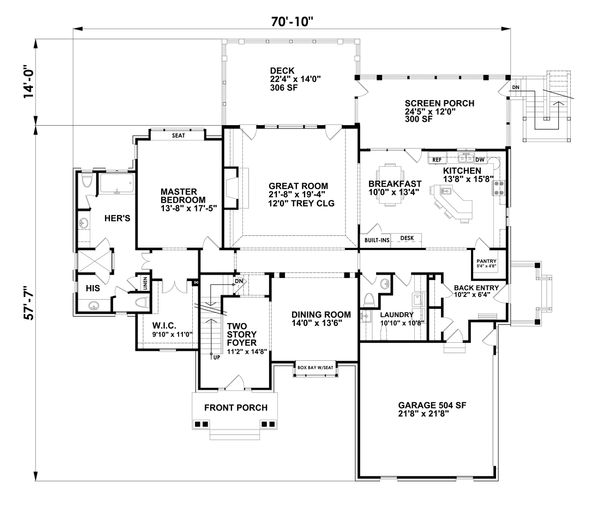 70'-10"
14'-0"
57'-7"
DECK
22'4" x 14'0"
306 SF
SCREEN PORCH
24'-5" x 12'0"
300 SF
DN
SEAT
MASTER
BEDROOM
13'-8" x 17'-5"
GREAT ROOM
21'-8" x 19'-4"
12'0" TREY CLG
BREAKFAST
10'0" x 13'4"
REF
DW
KITCHEN
13'8" x 15'8"
HER'S
HIS
LINEN
BUILT-INS
DESK
PANTRY
5'4" x 4'8"
BACK ENTRY
10'2" x 6'4"
W.I.C.
9'10" x 11'0"
DN
UP
TWO
STORY
FOYER
11'2" x 14'8"
DINING ROOM
14'0" x 13'6"
LAUNDRY
10'10" x 10'8"
BOX BAY W/SEAT
FRONT PORCH
GARAGE 504 SF
21'8" x 21'8"